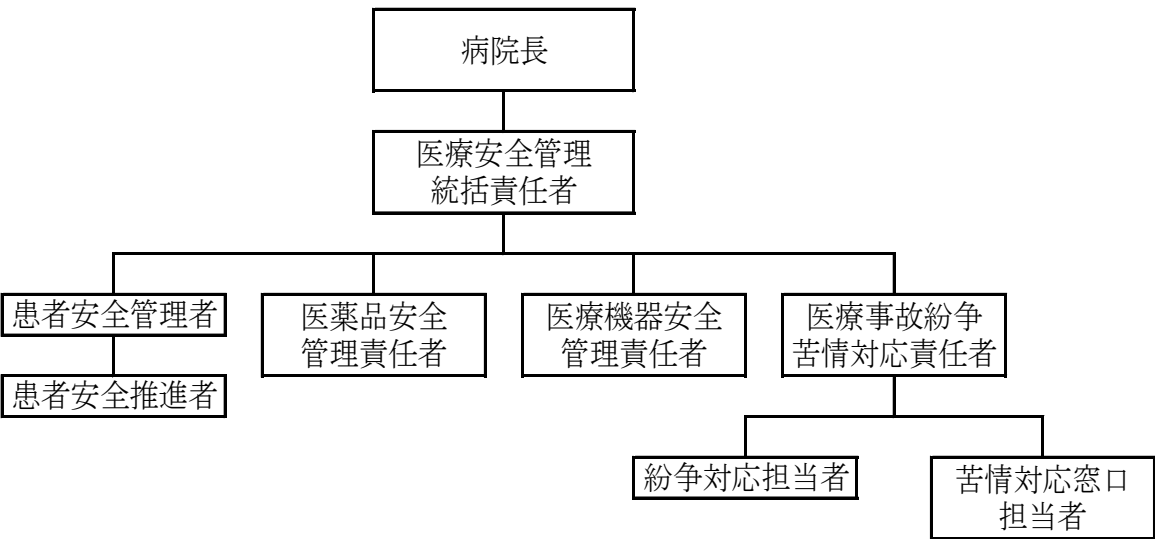 病院長
医療安全管理
統括責任者
患者安全管理者
医薬品安全
管理責任者
医療機器安全
管理責任者
医療事故紛争
苦情対応責任者
患者安全推進者
紛争対応担当者
苦情対応窓口
担当者